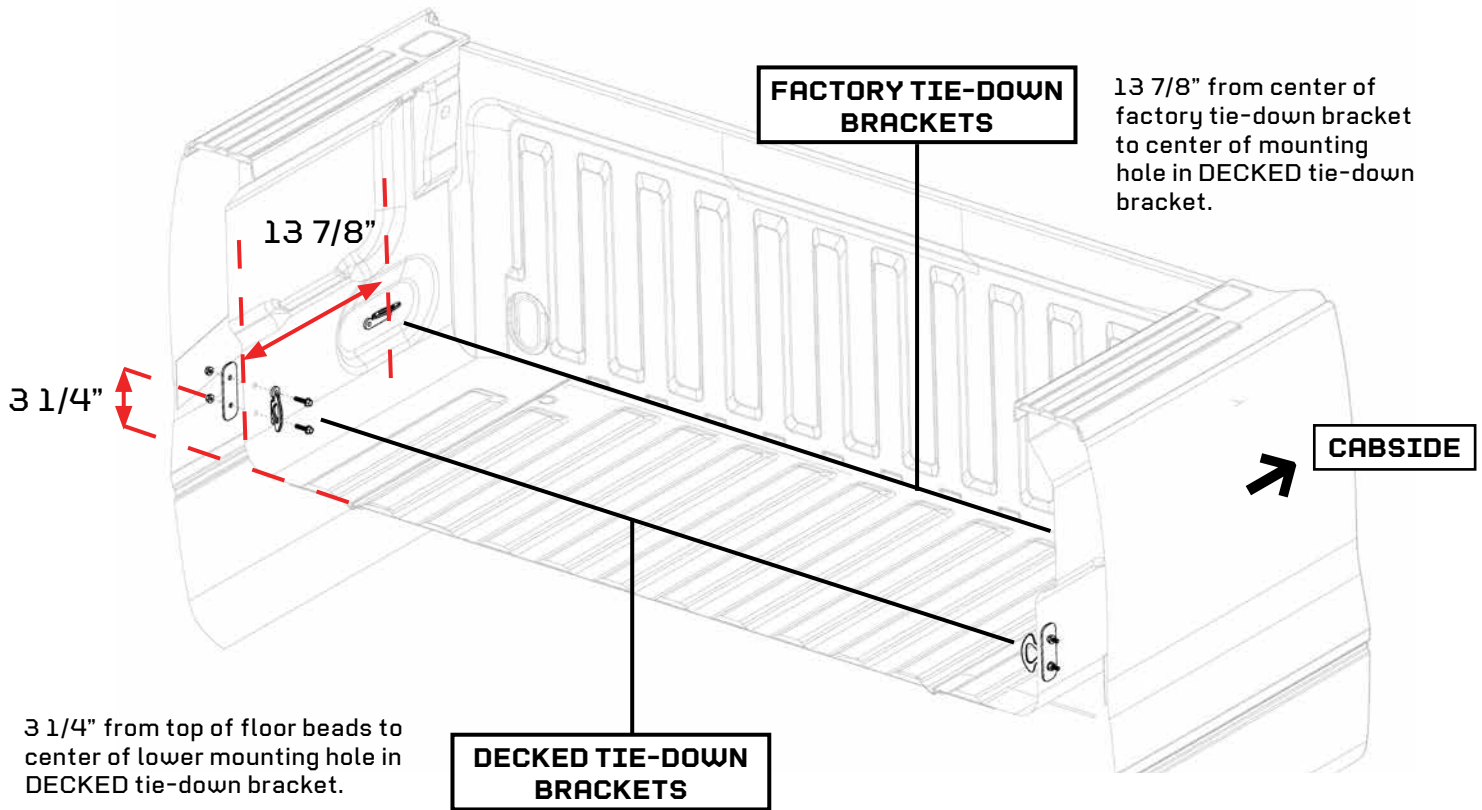 FACTORY TIE-DOWN
BRACKETS
13 7/8” from center of
factory tie-down bracket
to center of mounting
hole in DECKED tie-down
bracket.
13 7/8”
3 1/4”
CABSIDE
3 1/4” from top of floor beads to
center of lower mounting hole in
DECKED tie-down bracket.
DECKED TIE-DOWN
BRACKETS